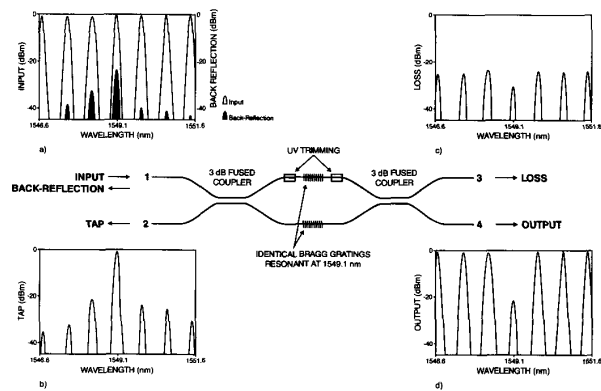 0
-20
-40
INPUT (dBm)
0
-20
-40
BACK REFLECTION (dBm)
Input
Back-Reflection
1546.6 1549.1 1551.6
WAVELENGTH (nm)
a)
0
-20
-40
LOSS (dBm)
1546.6 1549.1 1551.6
WAVELENGTH (nm)
c)
UV TRIMMING
INPUT
BACK-REFLECTION
1
3 dB FUSED
COUPLER
3 dB FUSED
COUPLER
3
LOSS
TAP
2
4
OUTPUT
IDENTICAL BRAGG GRATINGS
RESONANT AT 1549.1 nm
0
-20
-40
TAP (dBm)
1546.6 1549.1 1551.6
WAVELENGTH (nm)
b)
0
-20
-40
OUTPUT (dBm)
1546.6 1549.1 1551.6
WAVELENGTH (nm)
d)